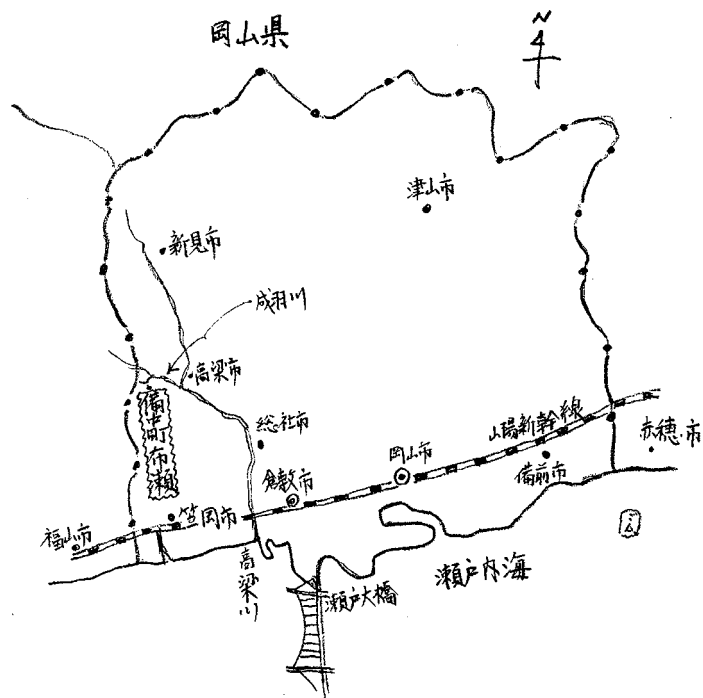 岡山県
N
津山市
新見市
成羽川
高梁市
備中町布瀬
総社市
山陽新幹線
赤穂市
岡山市
倉敷市
備前市
笠岡市
福山市
高梁川
瀬戸大橋
瀬戸内海